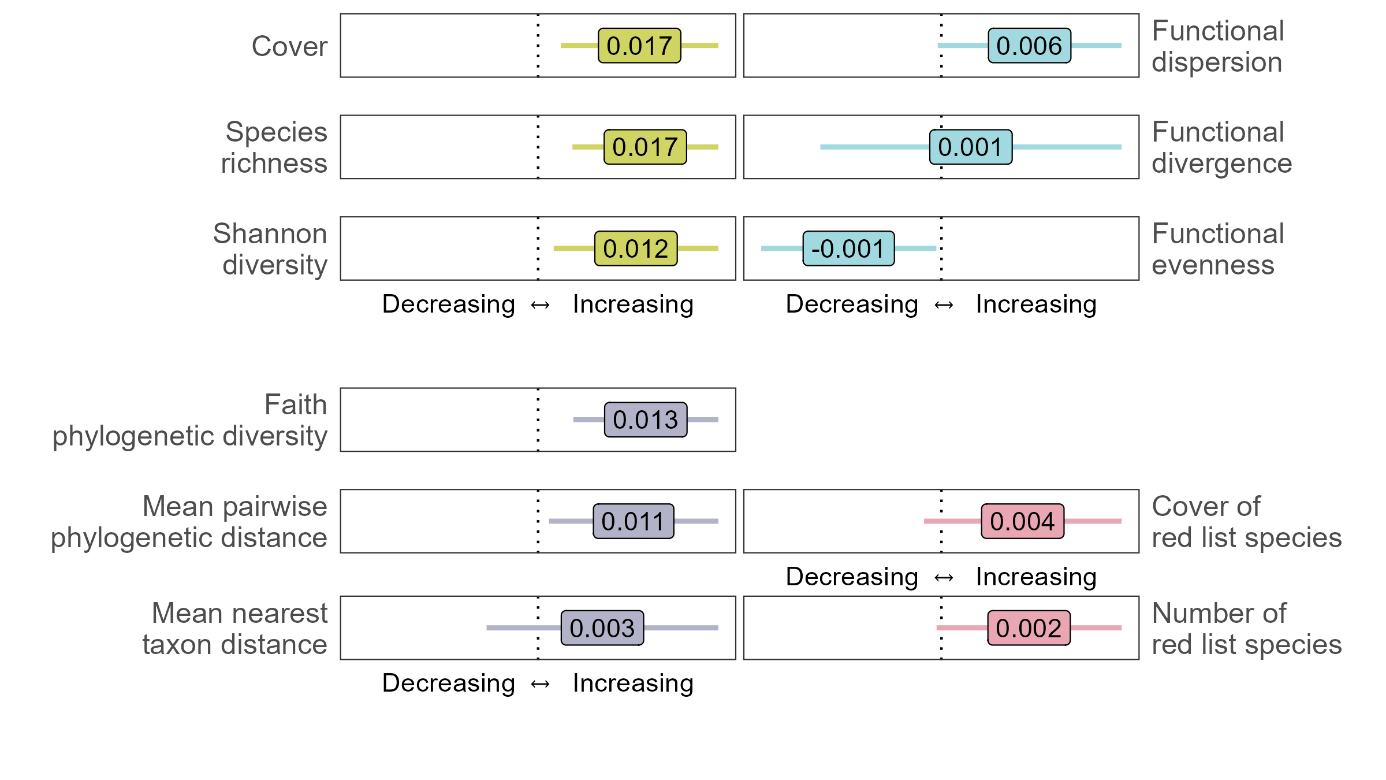 Cover
0.017
0.006
Functional
dispersion
Species
richness
0.017
0.001
Functional
divergence
Shannon
diversity
0.012
-0.001
Functional
evenness
Decreasing ↔ Increasing
Decreasing ↔ Increasing
Faith
phylogenetic diversity
0.013
Mean pairwise
phylogenetic distance
0.011
0.004
Cover of
red list species
Decreasing ↔ Increasing
Mean nearest
taxon distance
0.003
0.002
Number of
red list species
Decreasing ↔ Increasing